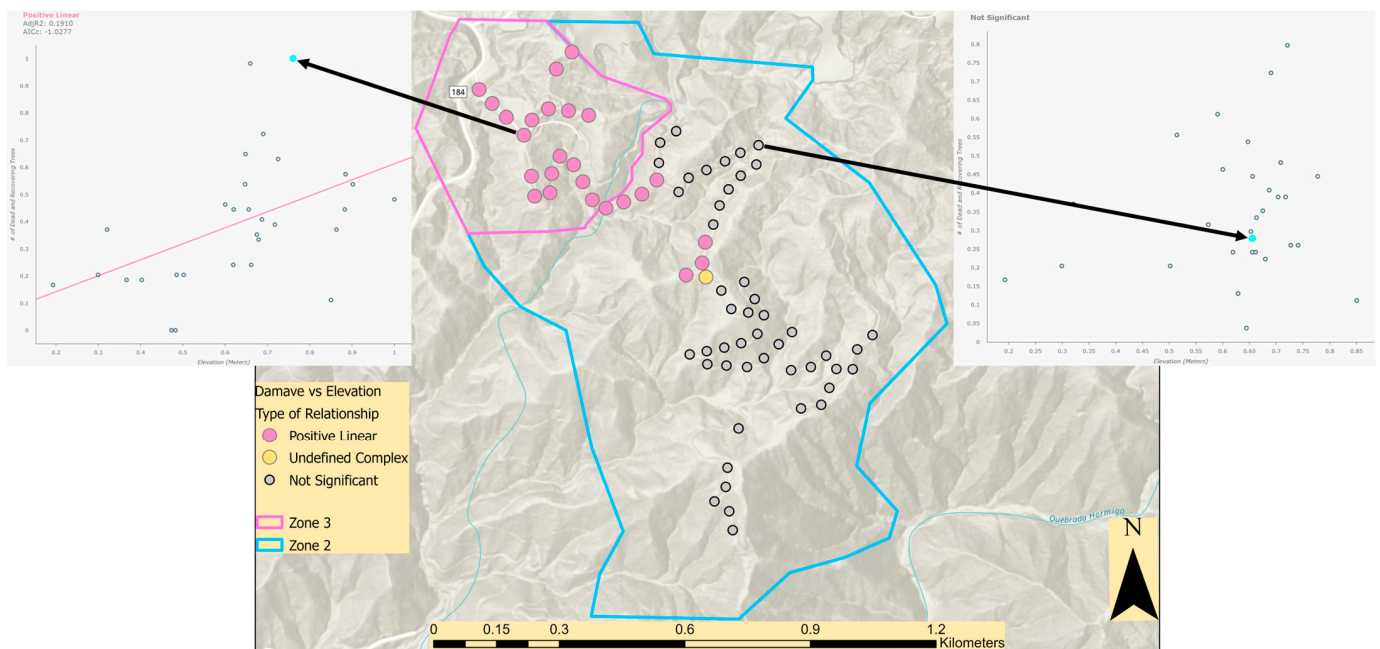 Positive Linear
AdjR2: 0.1910
AICc: -1.0277
# of Dead and Recovering Trees
1
0.9
0.8
0.7
0.6
0.5
0.4
0.3
0.2
0.1
0
0.2
0.3
0.4
0.5
0.6
0.7
0.8
0.9
1
Elevation (Meters)
184
Not Significant
# of Dead and Recovering Trees
0.8
0.75
0.7
0.65
0.6
0.55
0.5
0.45
0.4
0.35
0.3
0.25
0.2
0.15
0.1
0.05
0
0.2
0.25
0.3
0.35
0.4
0.45
0.5
0.55
0.6
0.65
0.7
0.75
0.8
0.85
Elevation (Meters)
Damave vs Elevation
Type of Relationship
Positive Linear
Undefined Complex
Not Significant
Zone 3
Zone 2
Quebrada Hormigo
N
0 0.15 0.3 0.6 0.9 1.2
Kilometers